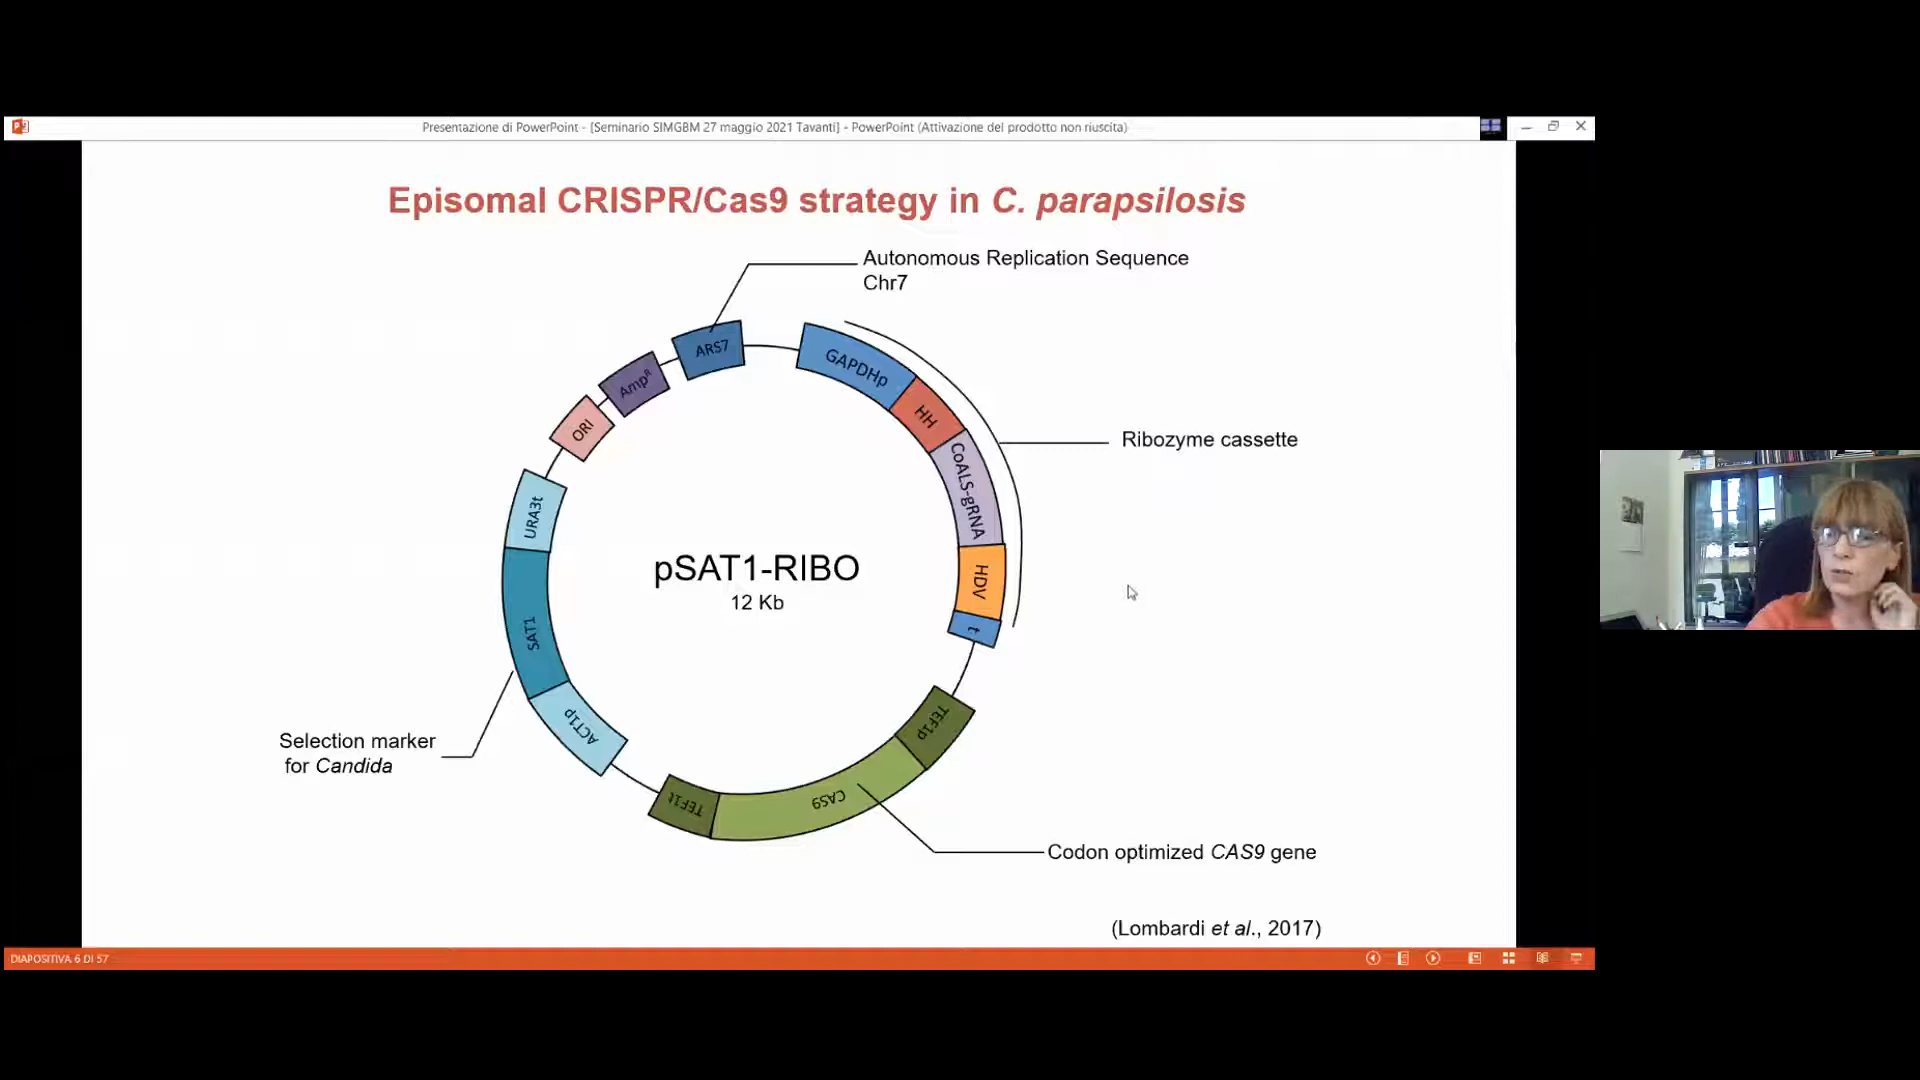 Presentazione di PowerPoint - [Seminario SIMGBM 27 maggio 2021 Tavanti] - PowerPoint (Attivazione del prodotto non riuscita)
Episomal CRISPR/Cas9 strategy in C. parapsilosis
Autonomous Replication Sequence
Chr7
ARS7
GAPDHp
AmpR
HH
ORI
Ribozyme cassette
CoALS-gRNA
URA3t
pSAT1-RIBO
12 Kb
HDV
SAT1
t
TEF1p
ACT1p
Selection marker
for Candida
TEF1t
CAS9
Codon optimized CAS9 gene
(Lombardi et al., 2017)
DIAPOSITIVA 6 DI 57